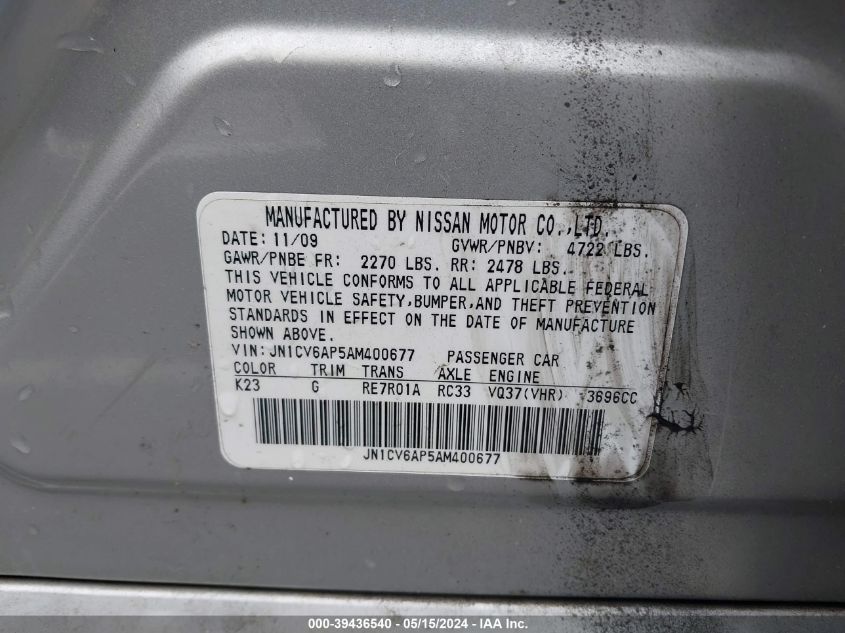 MANUFACTURED BY NISSAN MOTOR CO.,LTD.
DATE: 11/09 GVWR/PNBV: 4722 LBS.
GAWR/PNBE FR: 2270 LBS. RR: 2478 LBS.
THIS VEHICLE CONFORMS TO ALL APPLICABLE FEDERAL
MOTOR VEHICLE SAFETY,BUMPER,AND THEFT PREVENTION
STANDARDS IN EFFECT ON THE DATE OF MANUFACTURE
SHOWN ABOVE.
VIN:JN1CV6AP5AM400677 PASSENGER CAR
COLOR TRIM TRANS AXLE ENGINE
K23 G RE7R01A RC33 VQ37(VHR) -3696CC
JN1CV6AP5AM400677
000-39436540 - 05/15/2024 - IAA Inc.